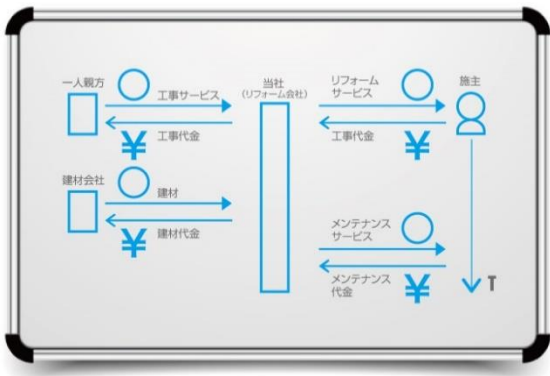 一人親方
工事サービス
¥
工事代金
建材会社
建材
¥
建材代金
当社
(リフォーム会社)
リフォーム
サービス
工事代金
¥
施主
メンテナンス
サービス
メンテナンス
代金
¥
T